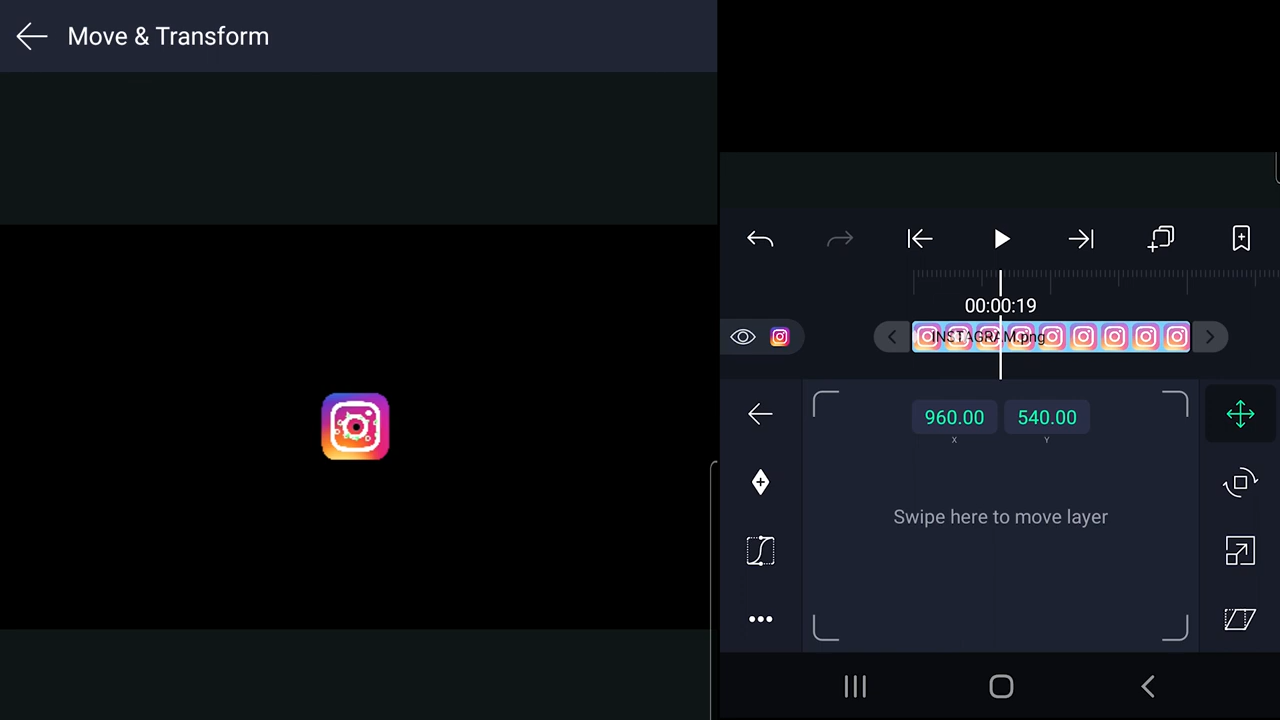 Move & Transform
00:00:19
INSTAGRAM.png
960.00 540.00
X Y
Swipe here to move layer